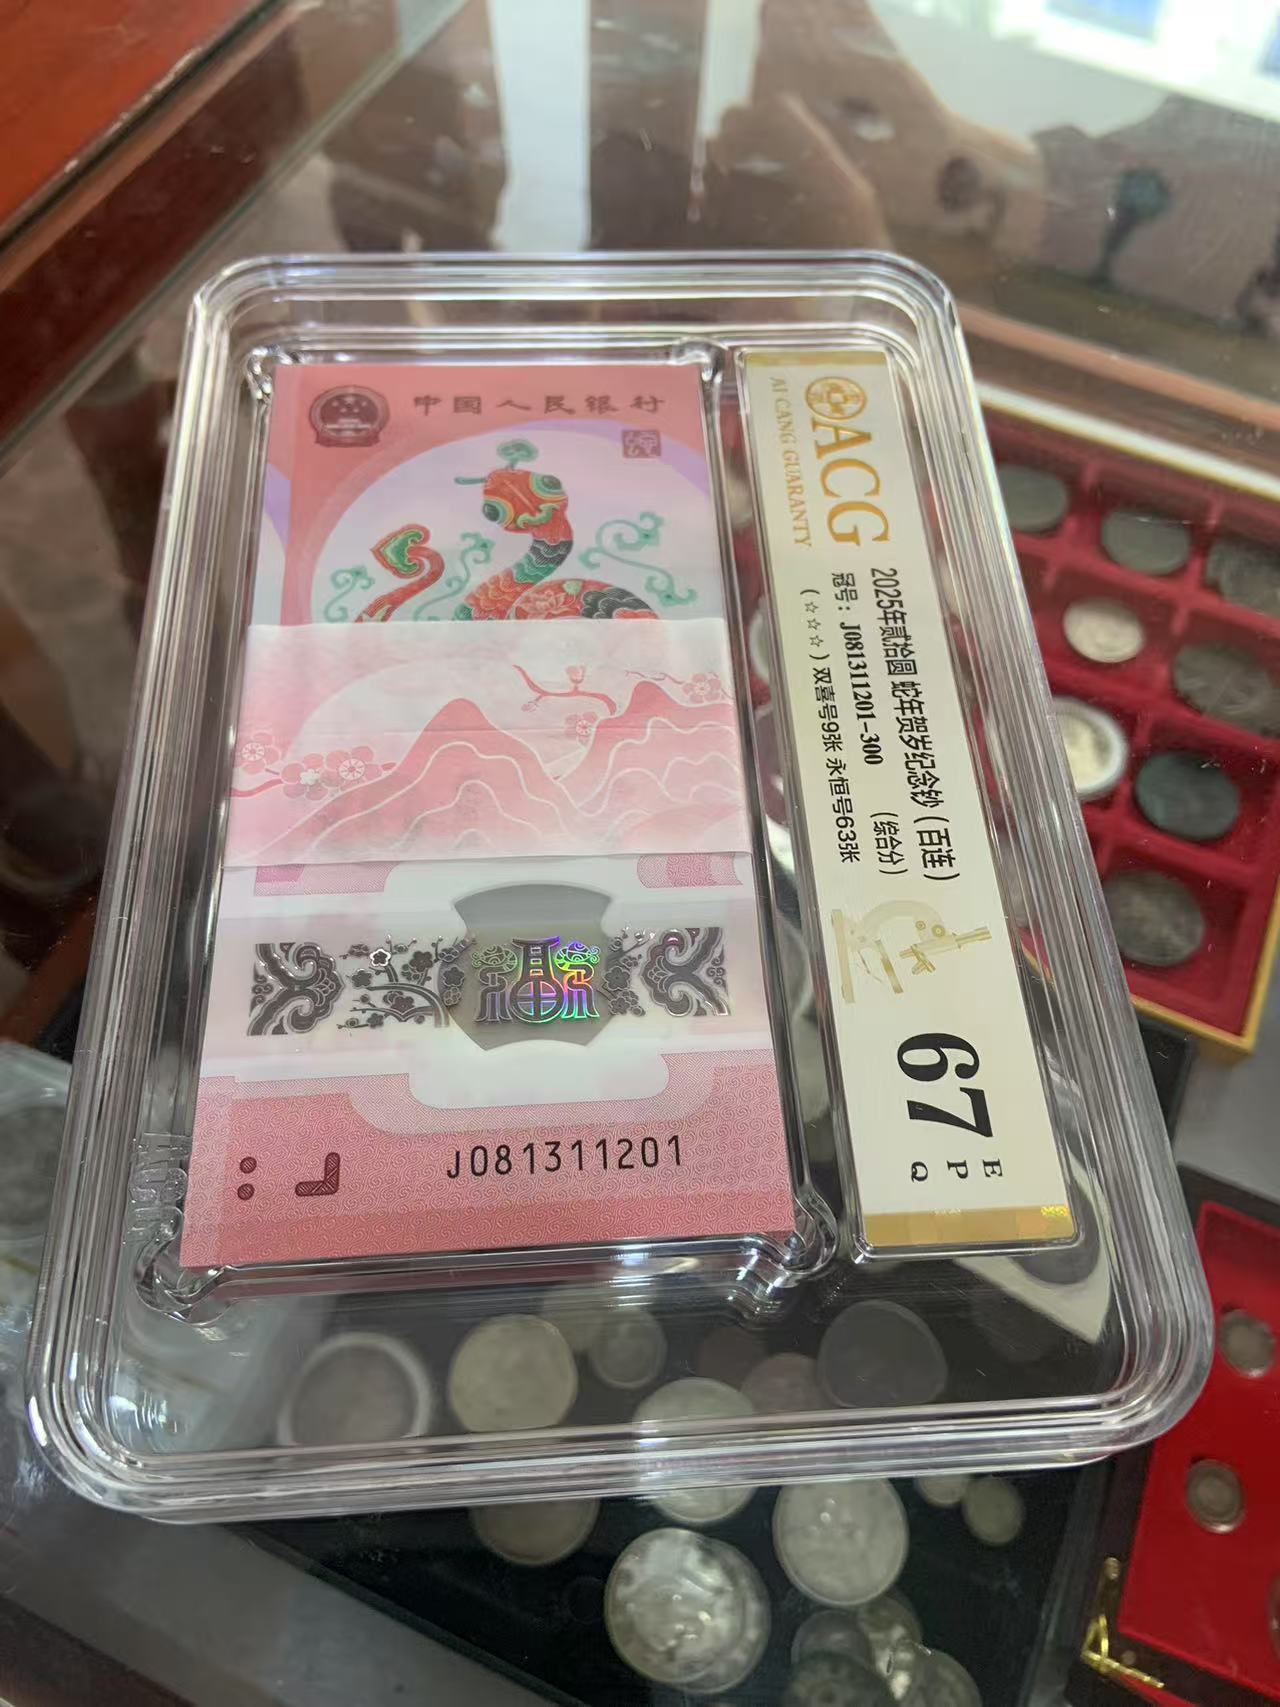 中国人民银行
J081311201
ACG
AI CANG GUARANTY
2025年贰拾圆 蛇年贺岁纪念钞(百连)
冠号: J081311201-300 (综合分)
(☆☆☆) 双喜号9张 永恒号63张
67
E
P
Q